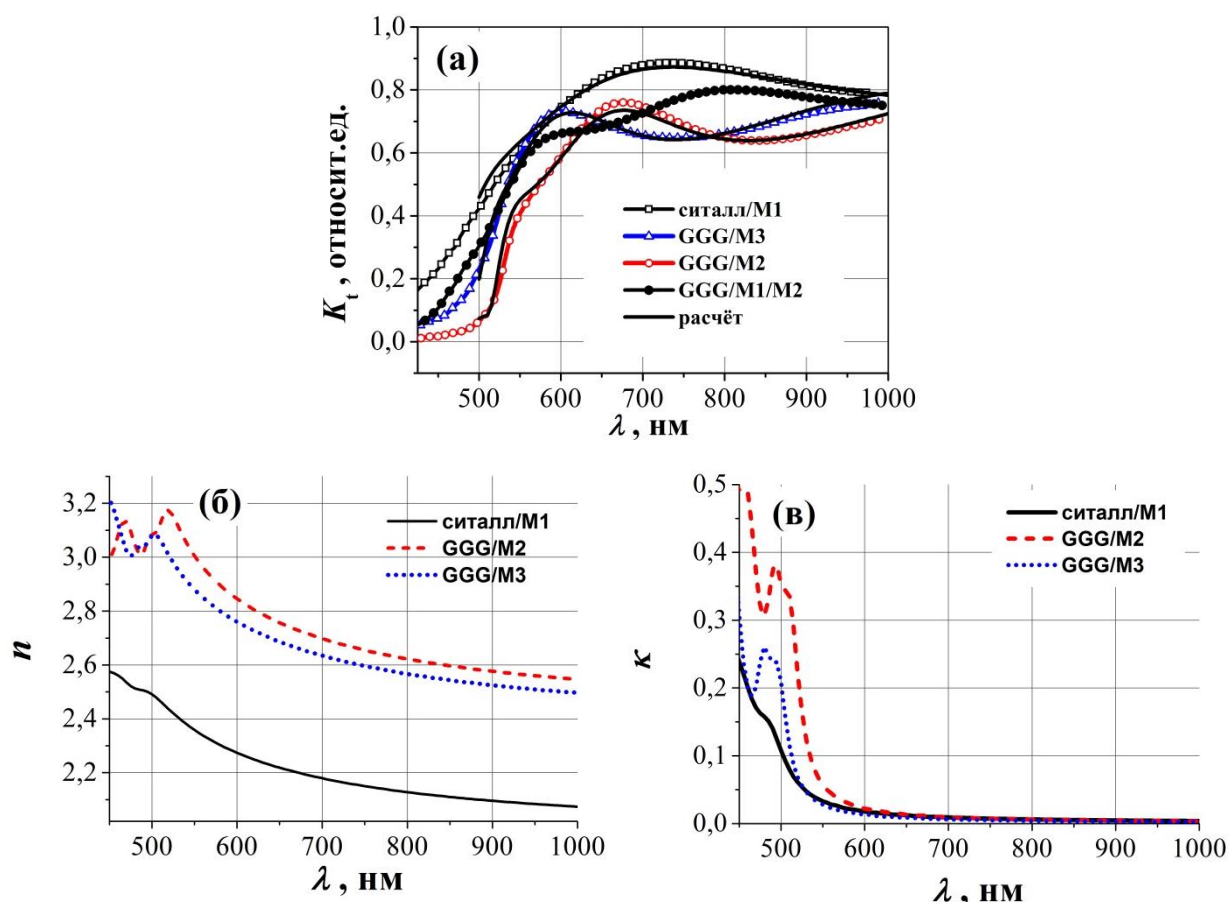 (а)
1,0
0,8
0,6
0,4
0,2
0,0
Kt , относит.ед.
ситалл/M1
GGG/M3
GGG/M2
GGG/M1/M2
расчёт
500 600 700 800 900 1000
λ , нм
(б)
3,2
3,0
2,8
2,6
2,4
2,2
n
ситалл/M1
GGG/M2
GGG/M3
500 600 700 800 900 1000
λ , нм
(в)
0,5
0,4
0,3
0,2
0,1
0,0
κ
ситалл/M1
GGG/M2
GGG/M3
500 600 700 800 900 1000
λ , нм